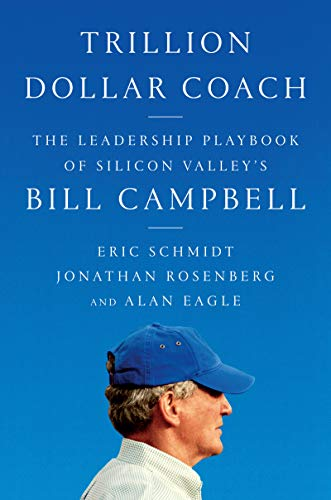 TRILLION
DOLLAR COACH
THE LEADERSHIP PLAYBOOK
OF SILICON VALLEY'S
BILL CAMPBELL
ERIC SCHMIDT
JONATHAN ROSENBERG
AND ALAN EAGLE